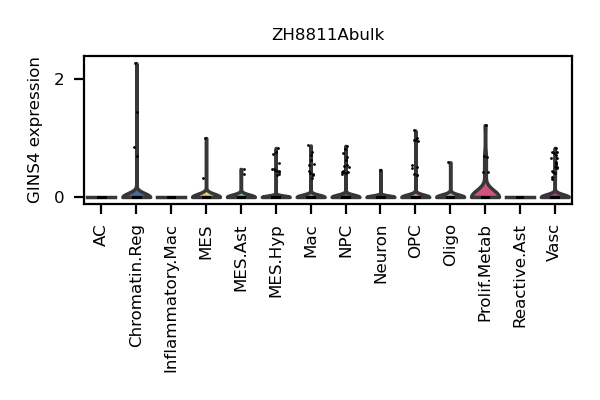 ZH8811Abulk
GINS4 expression
2
0
AC
Chromatin.Reg
Inflammatory.Mac
MES
MES.Ast
MES.Hyp
Mac
NPC
Neuron
OPC
Oligo
Prolif.Metab
Reactive.Ast
Vasc